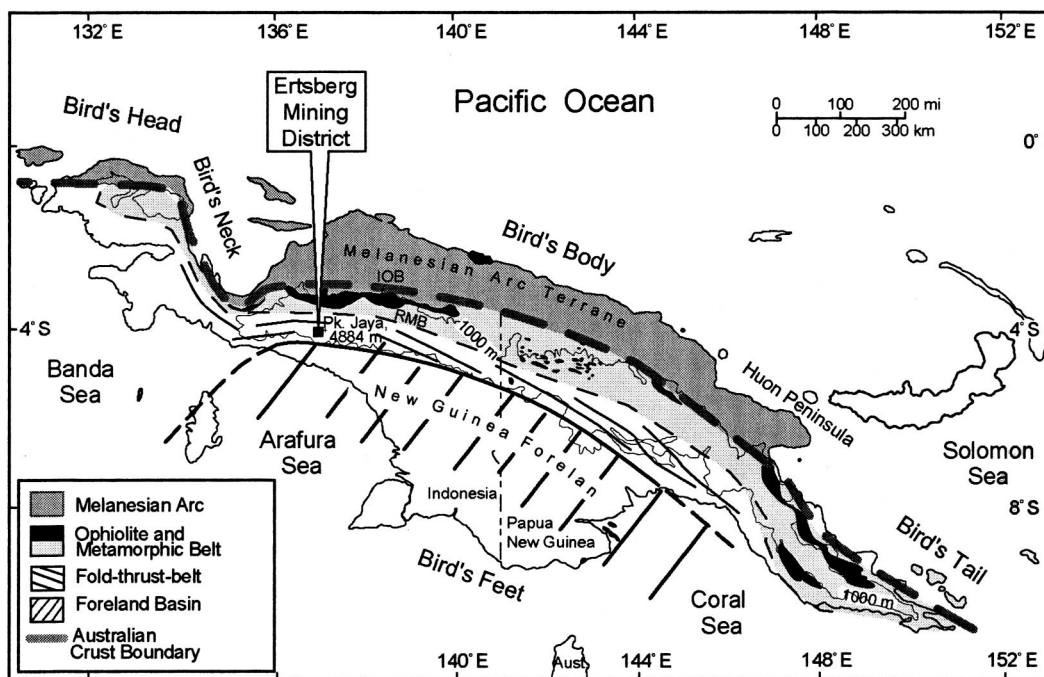 132°E
136°E
140°E
144°E
148°E
152°E
Ertsberg
Mining
District
Pacific Ocean
0 100 200 mi
0 100 200 300 km
Bird's Head
0°
Bird's Neck
Bird's Body
Melanesian Arc Terrane
IOB
RMB
1000 m
4°S
Pk. Jaya,
4884 m
4°S
Banda
Sea
Huon Peninsula
New Guinea Forelan
Arafura
Sea
Solomon
Sea
Indonesia
Papua
New Guinea
8°S
Bird's Feet
Bird's Tail
1000 m
Coral
Sea
Melanesian Arc
Ophiolite and
Metamorphic Belt
Fold-thrust-belt
Foreland Basin
Australian
Crust Boundary
Aust.
140°E
144°E
148°E
152°E